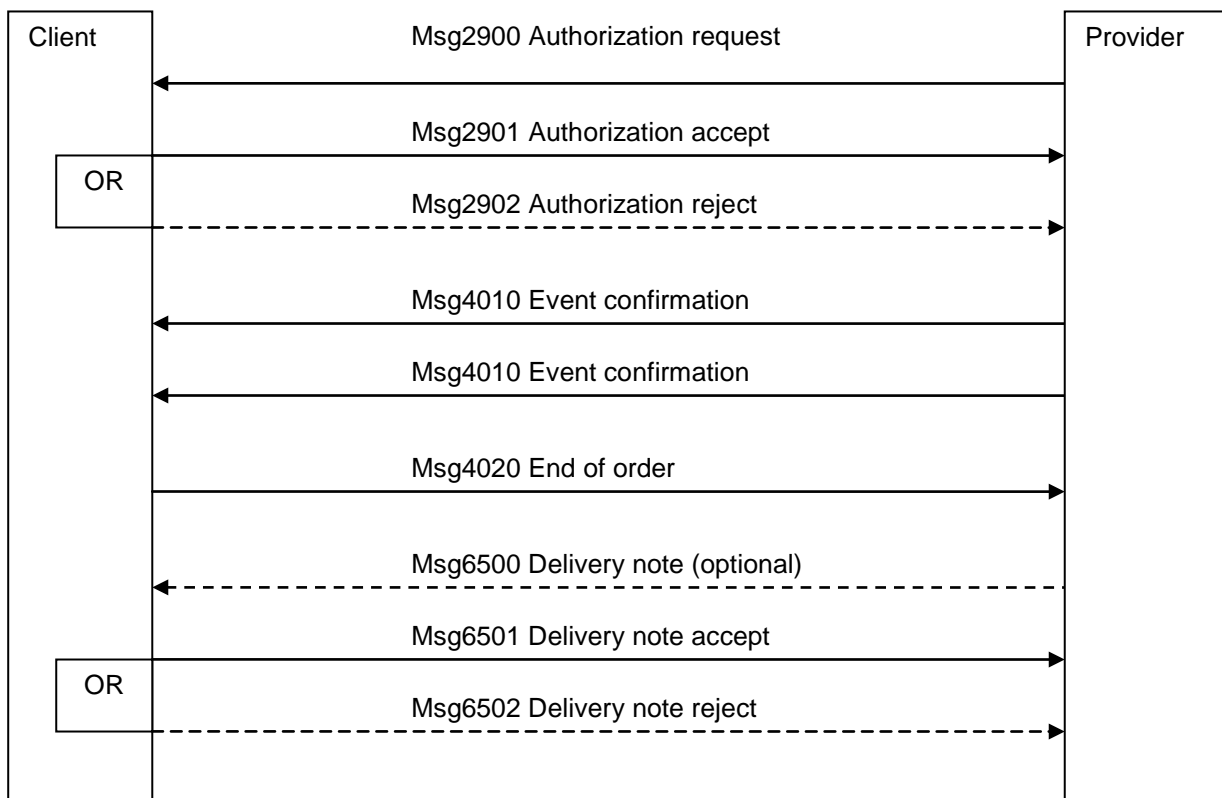 Client
Msg2900 Authorization request
Provider
Msg2901 Authorization accept
OR
Msg2902 Authorization reject
Msg4010 Event confirmation
Msg4010 Event confirmation
Msg4020 End of order
Msg6500 Delivery note (optional)
Msg6501 Delivery note accept
OR
Msg6502 Delivery note reject